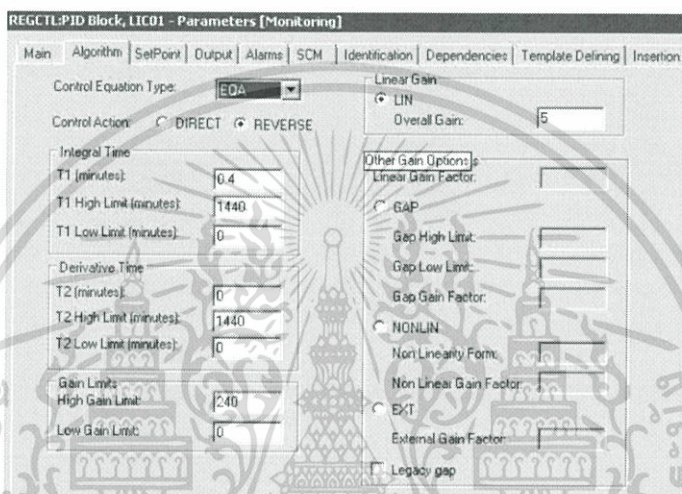 REGCTL:PID Block, LIC01 - Parameters [Monitoring]
Main Algorithm SetPoint Output Alarms SCM Identification Dependencies Template Defining Insertion
Control Equation Type: EQA
Control Action: DIRECT REVERSE
Integral Time
T1 (minutes): 0.4
T1 High Limit (minutes): 1440
T1 Low Limit (minutes): 0
Derivative Time
T2 (minutes): 0
T2 High Limit (minutes): 1440
T2 Low Limit (minutes): 0
Gain Limits
High Gain Limit: 240
Low Gain Limit: 0
Linear Gain
LIN
Overall Gain: 5
Other Gain Options
Linear Gain Factor:
GAP
Gap High Limit:
Gap Low Limit:
Gap Gain Factor:
NONLIN
Non Linearity Form:
Non Linear Gain Factor:
EXT
External Gain Factor:
Legacy gap